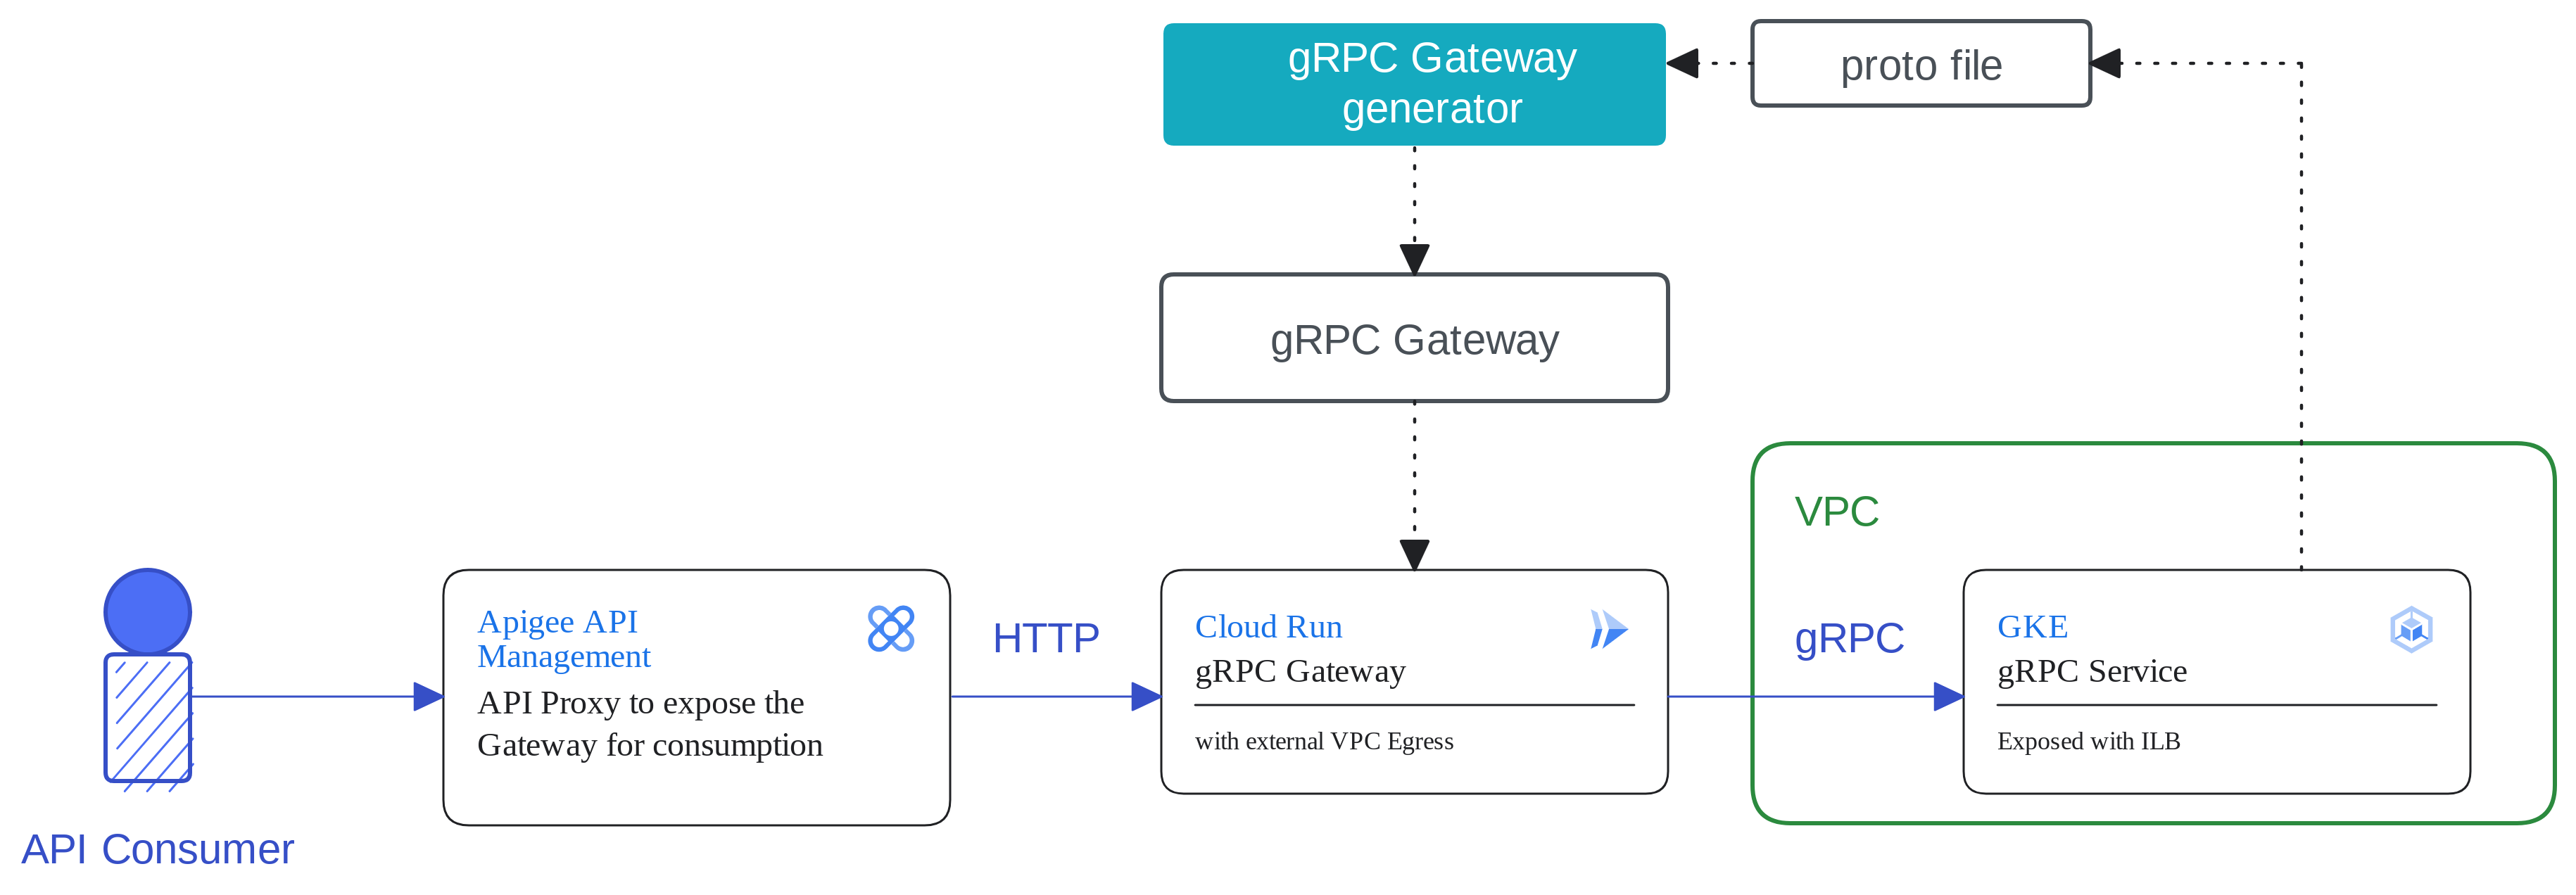 gRPC Gateway
generator
proto file
gRPC Gateway
VPC
Apigee API
Management
API Proxy to expose the
Gateway for consumption
HTTP
Cloud Run
gRPC Gateway
with external VPC Egress
gRPC
GKE
gRPC Service
Exposed with ILB
API Consumer